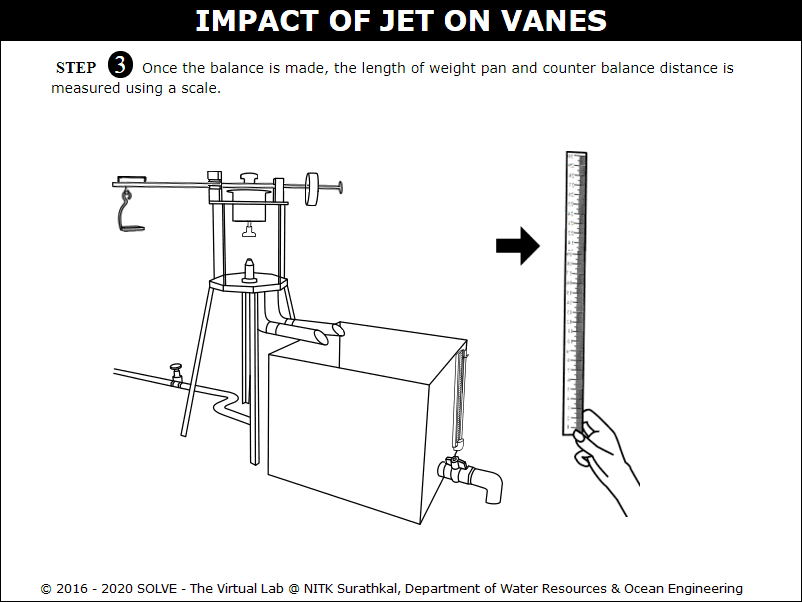 IMPACT OF JET ON VANES
STEP 3 Once the balance is made, the length of weight pan and counter balance distance is
measured using a scale.
© 2016 - 2020 SOLVE - The Virtual Lab @ NITK Surathkal, Department of Water Resources & Ocean Engineering